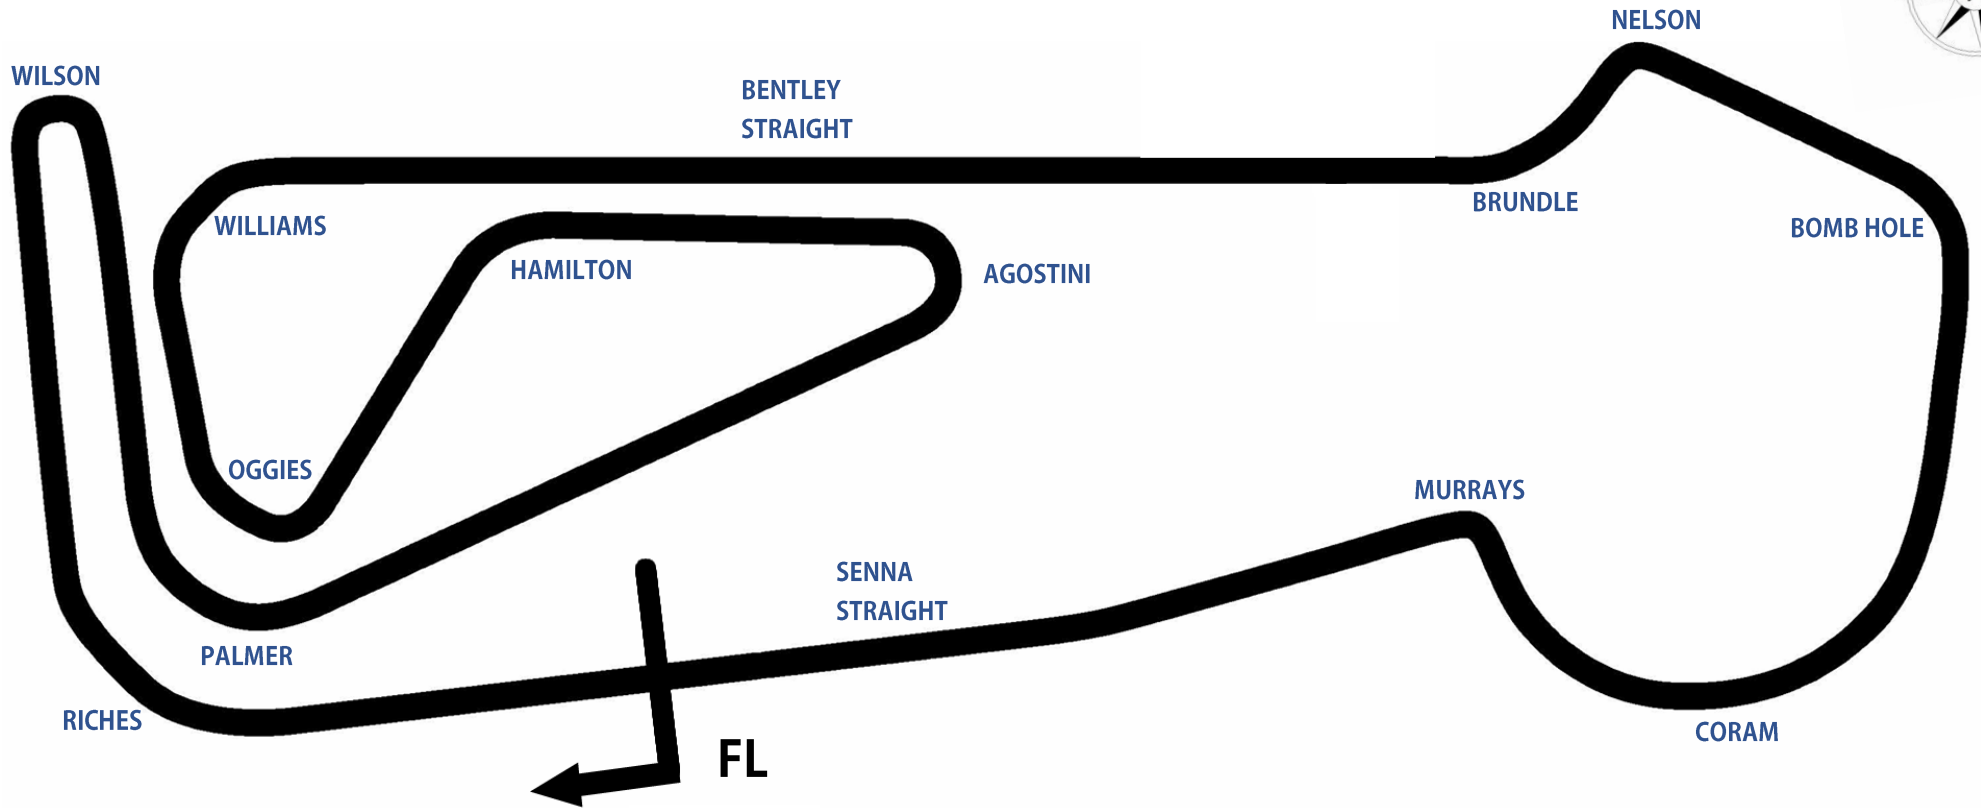 NELSON
WILSON
BENTLEY
STRAIGHT
BRUNDLE
WILLIAMS
BOMB HOLE
HAMILTON
AGOSTINI
OGGIES
MURRAYS
SENNA
STRAIGHT
PALMER
RICHES
CORAM
FL